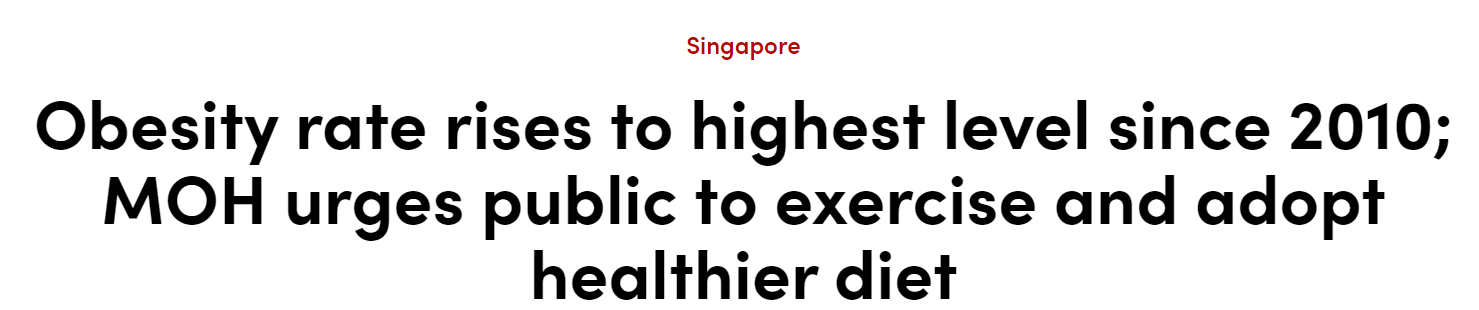 Singapore
Obesity rate rises to highest level since 2010;
MOH urges public to exercise and adopt
healthier diet